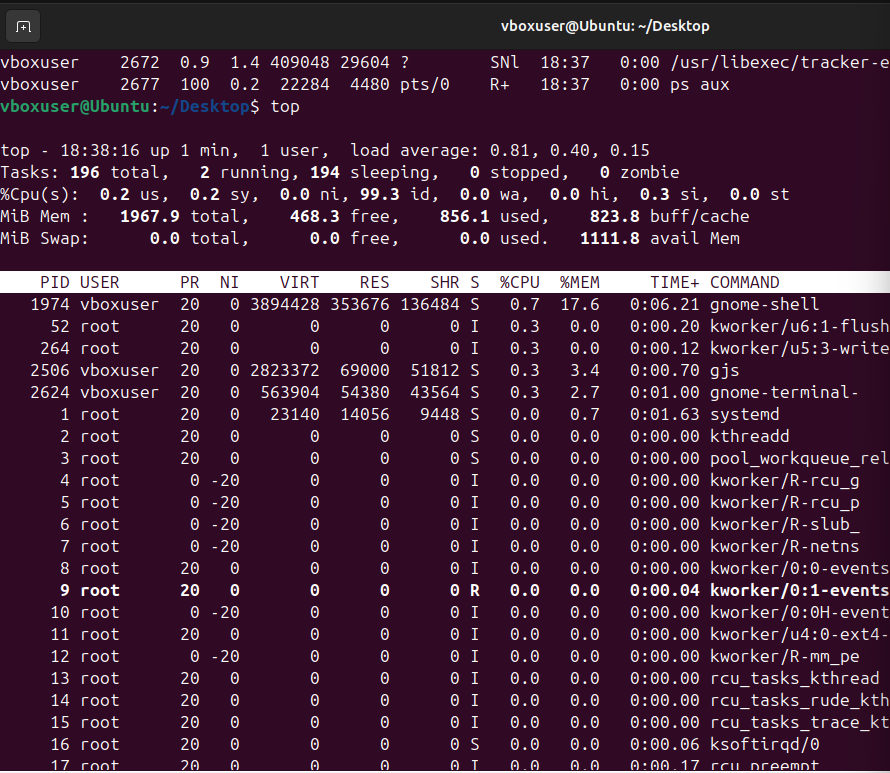 vboxuser@Ubuntu: ~/Desktop
vboxuser    2672  0.9  1.4 409048 29604 ?        SNl  18:37   0:00 /usr/libexec/tracker-e
vboxuser    2677  100  0.2  22284  4480 pts/0    R+   18:37   0:00 ps aux
vboxuser@Ubuntu:~/Desktop$ top
top - 18:38:16 up 1 min,  1 user,  load average: 0.81, 0.40, 0.15
Tasks: 196 total,   2 running, 194 sleeping,   0 stopped,   0 zombie
%Cpu(s):  0.2 us,  0.2 sy,  0.0 ni, 99.3 id,  0.0 wa,  0.0 hi,  0.3 si,  0.0 st
MiB Mem :   1967.9 total,    468.3 free,    856.1 used,    823.8 buff/cache
MiB Swap:      0.0 total,      0.0 free,      0.0 used.   1111.8 avail Mem
PID USER      PR  NI    VIRT    RES    SHR S  %CPU  %MEM     TIME+ COMMAND
1974 vboxuser  20   0 3894428 353676 136484 S   0.7  17.6   0:06.21 gnome-shell
52 root      20   0       0      0      0 I   0.3   0.0   0:00.20 kworker/u6:1-flush
264 root      20   0       0      0      0 I   0.3   0.0   0:00.12 kworker/u5:3-write
2506 vboxuser  20   0 2823372  69000  51812 S   0.3   3.4   0:00.70 gjs
2624 vboxuser  20   0  563904  54380  43564 S   0.3   2.7   0:01.00 gnome-terminal-
1 root      20   0   23140  14056   9448 S   0.0   0.7   0:01.63 systemd
2 root      20   0       0      0      0 S   0.0   0.0   0:00.00 kthreadd
3 root      20   0       0      0      0 S   0.0   0.0   0:00.00 pool_workqueue_rel
4 root       0 -20       0      0      0 I   0.0   0.0   0:00.00 kworker/R-rcu_g
5 root       0 -20       0      0      0 I   0.0   0.0   0:00.00 kworker/R-rcu_p
6 root       0 -20       0      0      0 I   0.0   0.0   0:00.00 kworker/R-slub_
7 root       0 -20       0      0      0 I   0.0   0.0   0:00.00 kworker/R-netns
8 root      20   0       0      0      0 I   0.0   0.0   0:00.00 kworker/0:0-events
9 root      20   0       0      0      0 R   0.0   0.0   0:00.04 kworker/0:1-events
10 root       0 -20       0      0      0 I   0.0   0.0   0:00.00 kworker/0:0H-event
11 root      20   0       0      0      0 I   0.0   0.0   0:00.00 kworker/u4:0-ext4-
12 root       0 -20       0      0      0 I   0.0   0.0   0:00.00 kworker/R-mm_pe
13 root      20   0       0      0      0 I   0.0   0.0   0:00.00 rcu_tasks_kthread
14 root      20   0       0      0      0 I   0.0   0.0   0:00.00 rcu_tasks_rude_kth
15 root      20   0       0      0      0 I   0.0   0.0   0:00.00 rcu_tasks_trace_kt
16 root      20   0       0      0      0 S   0.0   0.0   0:00.06 ksoftirqd/0
17 root      20   0       0      0      0 I   0.0   0.0   0:00.17 rcu_preempt